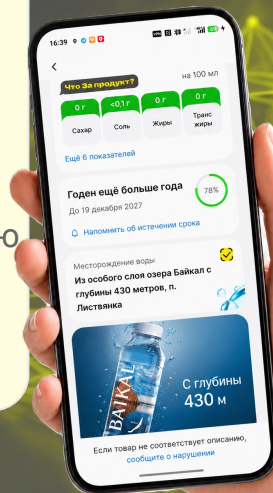 16:39
Что За продукт?
на 100 мл
0 г
<0,1 г
0 г
0 г
Сахар
Соль
Жиры
Транс
жиры
Ещё 6 показателей
Годен ещё больше года
До 19 декабря 2027
78%
Напомнить об истечении срока
Ю
Месторождение воды
Из особого слоя озера Байкал с
глубины 430 метров, п.
Листвянка
BAIKAL
С глубины
430 м
Если товар не соответствует описанию,
сообщите о нарушении